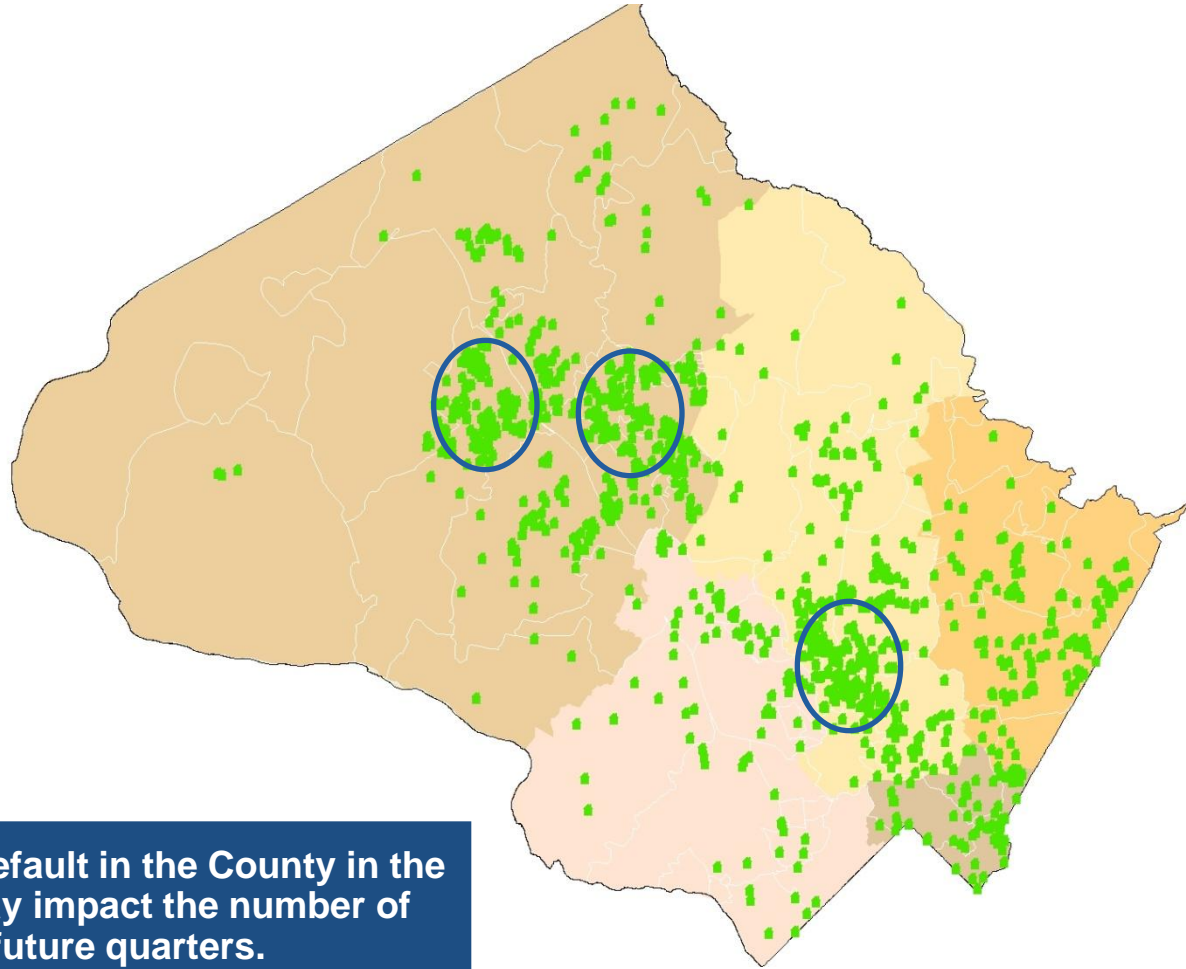 efault in the County in the
y impact the number of
future quarters.